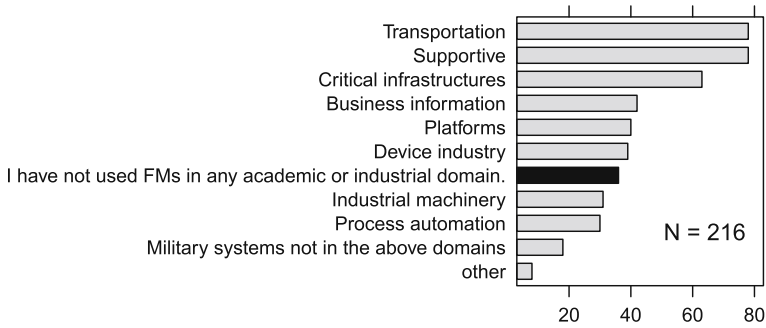 Transportation
Supportive
Critical infrastructures
Business information
Platforms
Device industry
I have not used FMs in any academic or industrial domain.
Industrial machinery
Process automation
Military systems not in the above domains
other
N = 216
20 40 60 80